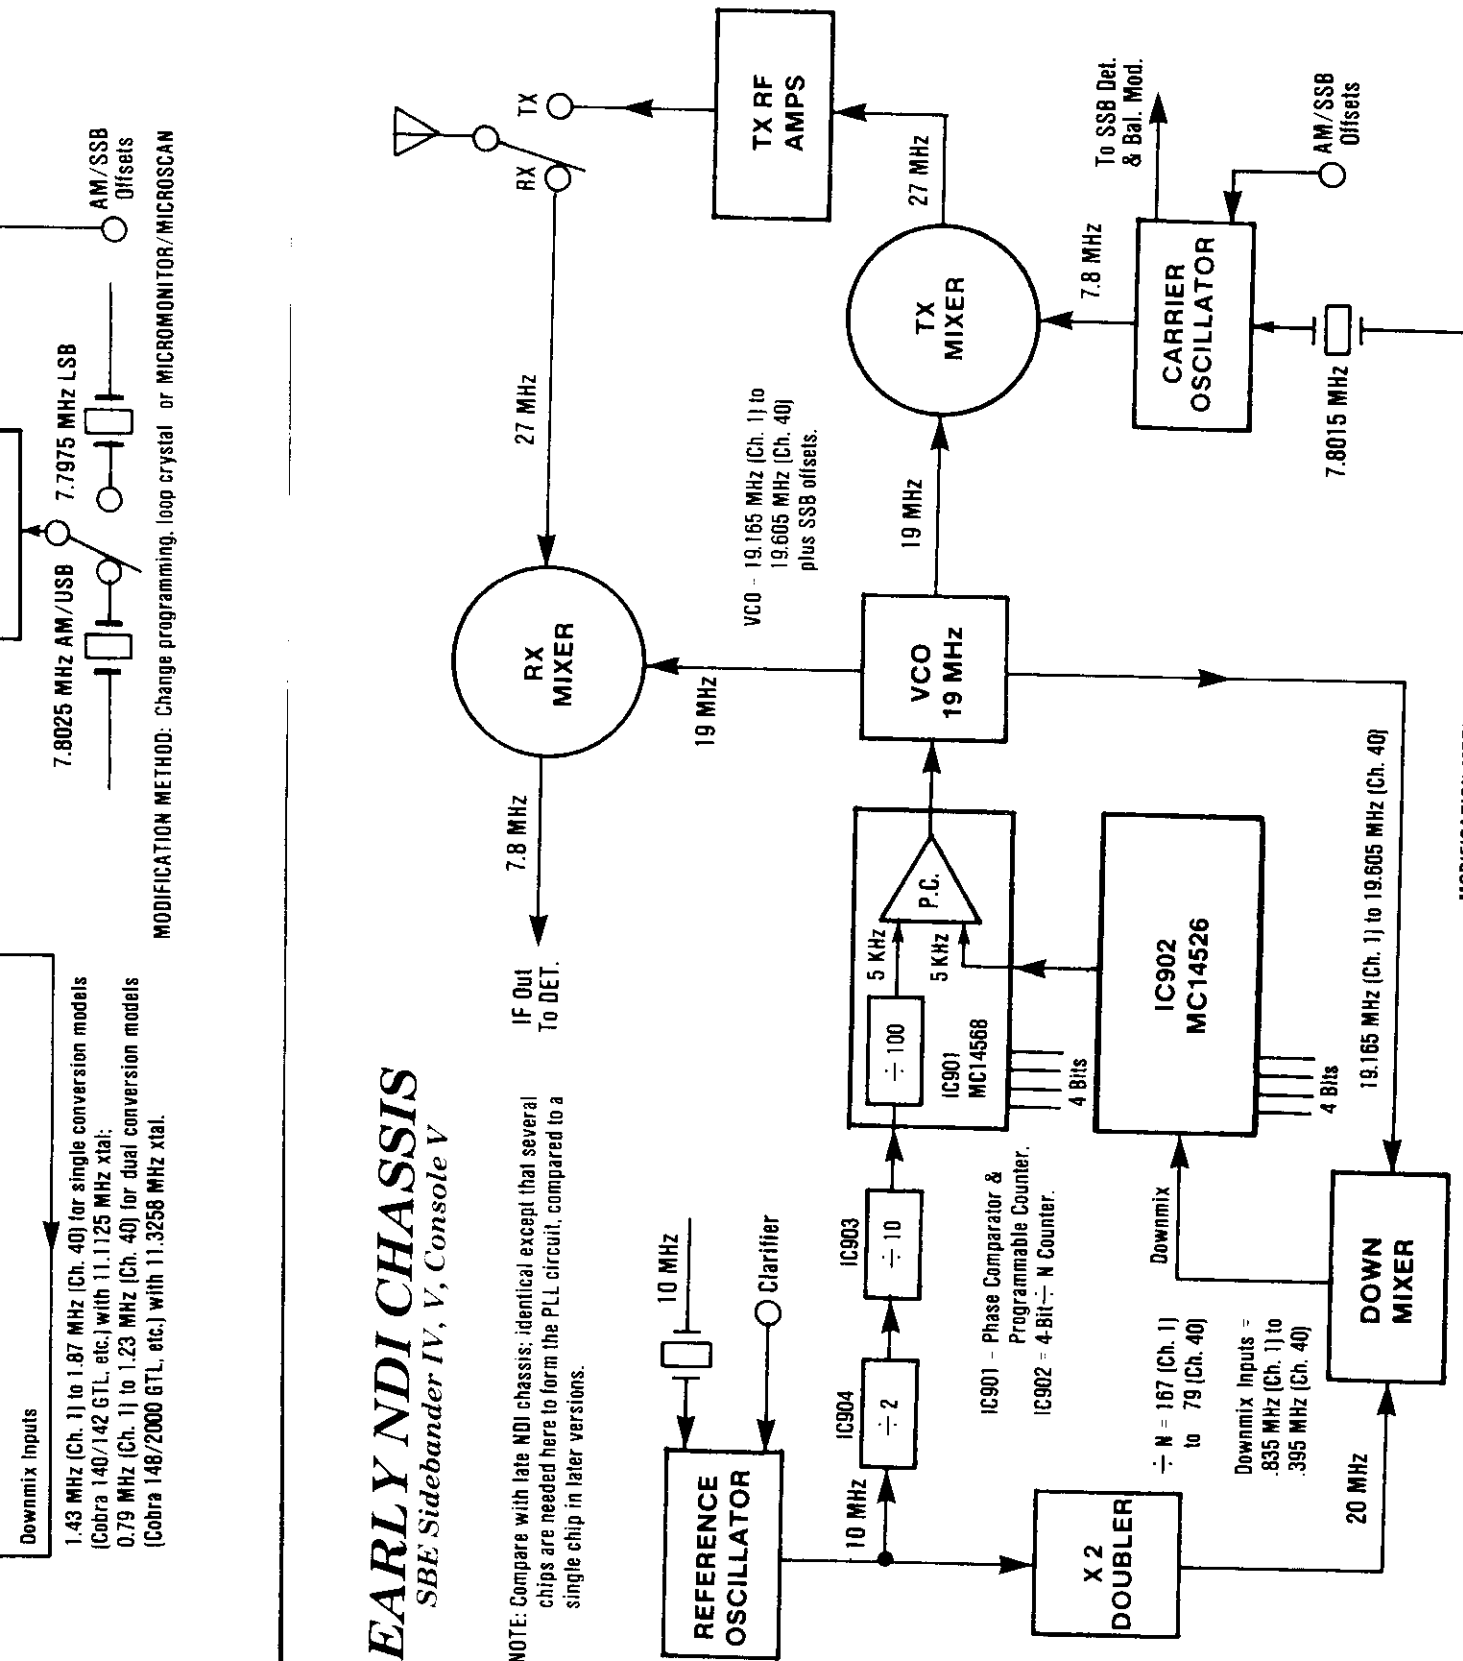 Downmix Inputs
1.43 MHz (Ch. 1) to 1.87 MHz (Ch. 40) for single conversion models
(Cobra 140/142 GTL, etc.) with 11.1125 MHz xtal;
0.79 MHz (Ch. 1) to 1.23 MHz (Ch. 40) for dual conversion models
(Cobra 148/2000 GTL, etc.) with 11.3258 MHz xtal.
7.8025 MHz AM/USB
7.7975 MHz LSB
AM/SSB
Offsets
MODIFICATION METHOD: Change programming, loop crystal or MICROMONITOR/MICROSCAN
EARLY NDI CHASSIS
SBE Sidebander IV, V, Console V
NOTE: Compare with late NDI chassis; identical except that several
chips are needed here to form the PLL circuit, compared to a
single chip in later versions.
IF Out
To DET.
7.8 MHz
RX
MIXER
27 MHz
RX
TX
19 MHz
TX RF
AMPS
27 MHz
VCO - 19.165 MHz (Ch. 1) to
19.605 MHz (Ch. 40)
plus SSB offsets.
10 MHz
Clarifier
REFERENCE
OSCILLATOR
10 MHz
IC904
÷ 2
IC903
÷ 10
÷ 100
5 KHz
5 KHz
P.C.
IC901
MC14568
4 Bits
VCO
19 MHz
19 MHz
TX
MIXER
7.8 MHz
To SSB Det.
& Bal. Mod.
CARRIER
OSCILLATOR
AM/SSB
Offsets
7.8015 MHz
IC901 - Phase Comparator &
Programmable Counter.
IC902 = 4-Bit ÷ N Counter.
IC902
MC14526
4 Bits
X 2
DOUBLER
÷ N = 167 (Ch. 1)
to 79 (Ch. 40)
Downmix Inputs =
.835 MHz (Ch. 1) to
.395 MHz (Ch. 40)
Downmix
20 MHz
DOWN
MIXER
19.165 MHz (Ch. 1) to 19.605 MHz (Ch. 40)